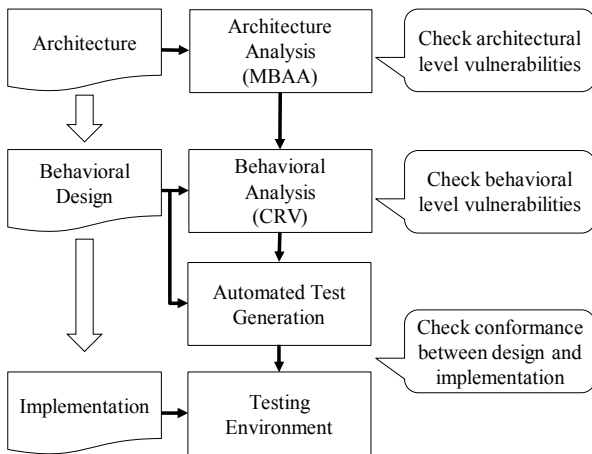 Architecture
Architecture
Analysis
(MBAA)
Check architectural
level vulnerabilities
Behavioral
Design
Behavioral
Analysis
(CRV)
Check behavioral
level vulnerabilities
Automated Test
Generation
Check conformance
between design and
implementation
Implementation
Testing
Environment